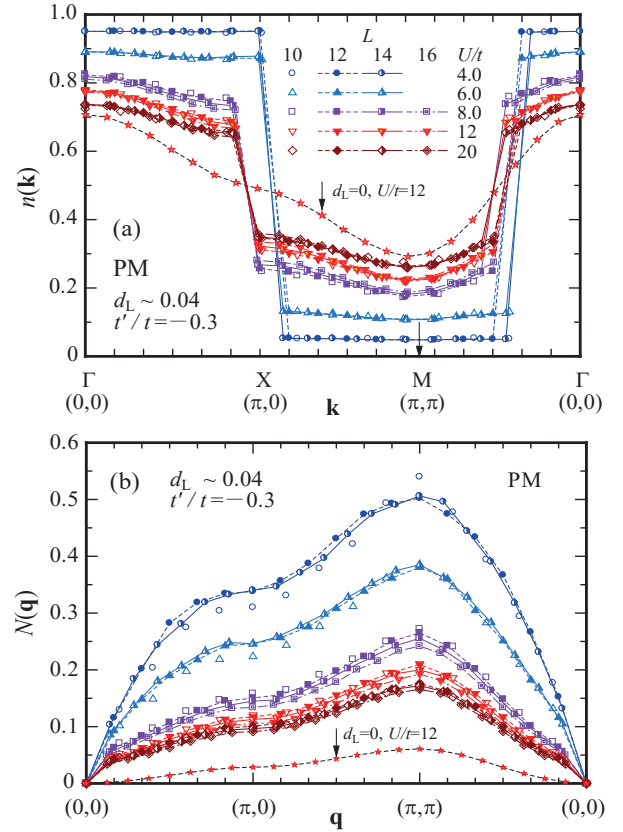 1.0
0.8
0.6
0.4
0.2
0
n(k)
L
10 12 14 16 U/t
4.0
6.0
8.0
12
20
d_L=0, U/t=12
(a)
PM
d_L ~ 0.04
t′/t=−0.3
Γ X M Γ
(0,0) (π,0) k (π,π) (0,0)
0.6
0.5
0.4
0.3
0.2
0.1
0
N(q)
(b) d_L ~ 0.04 PM
t′/t=−0.3
d_L=0, U/t=12
(0,0) (π,0) q (π,π) (0,0)